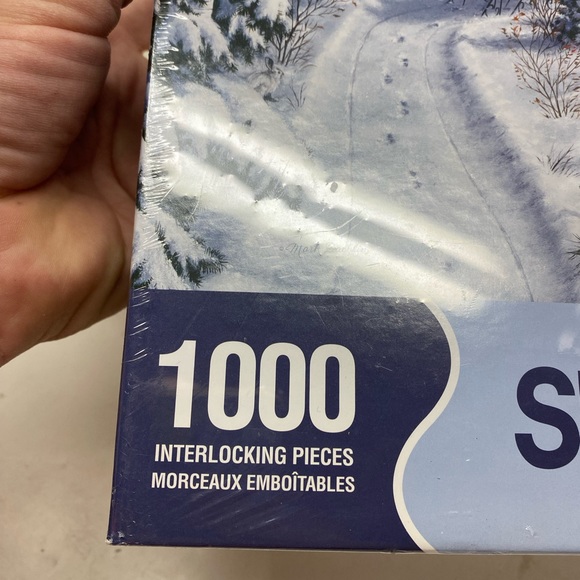 1000
INTERLOCKING PIECES
MORCEAUX EMBOÎTABLES